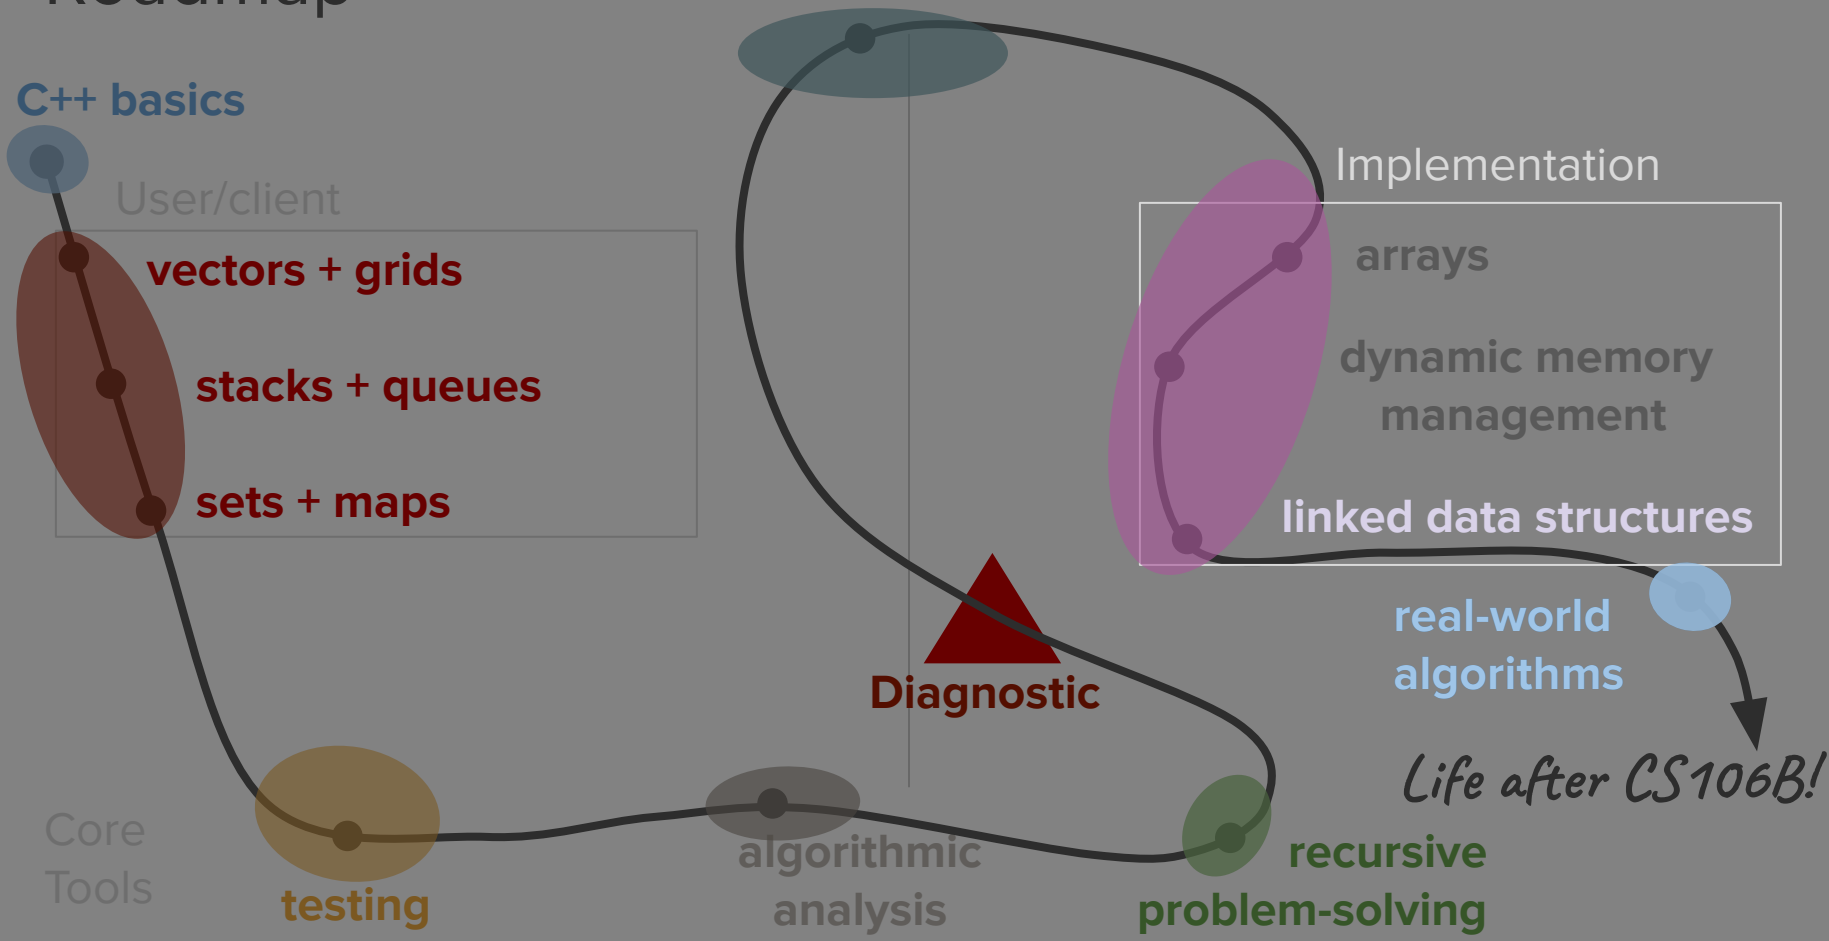 Roadmap
C++ basics
User/client
vectors + grids
stacks + queues
sets + maps
Core
Tools
testing
algorithmic
analysis
recursive
problem-solving
Diagnostic
Implementation
arrays
dynamic memory
management
linked data structures
real-world
algorithms
Life after CS106B!